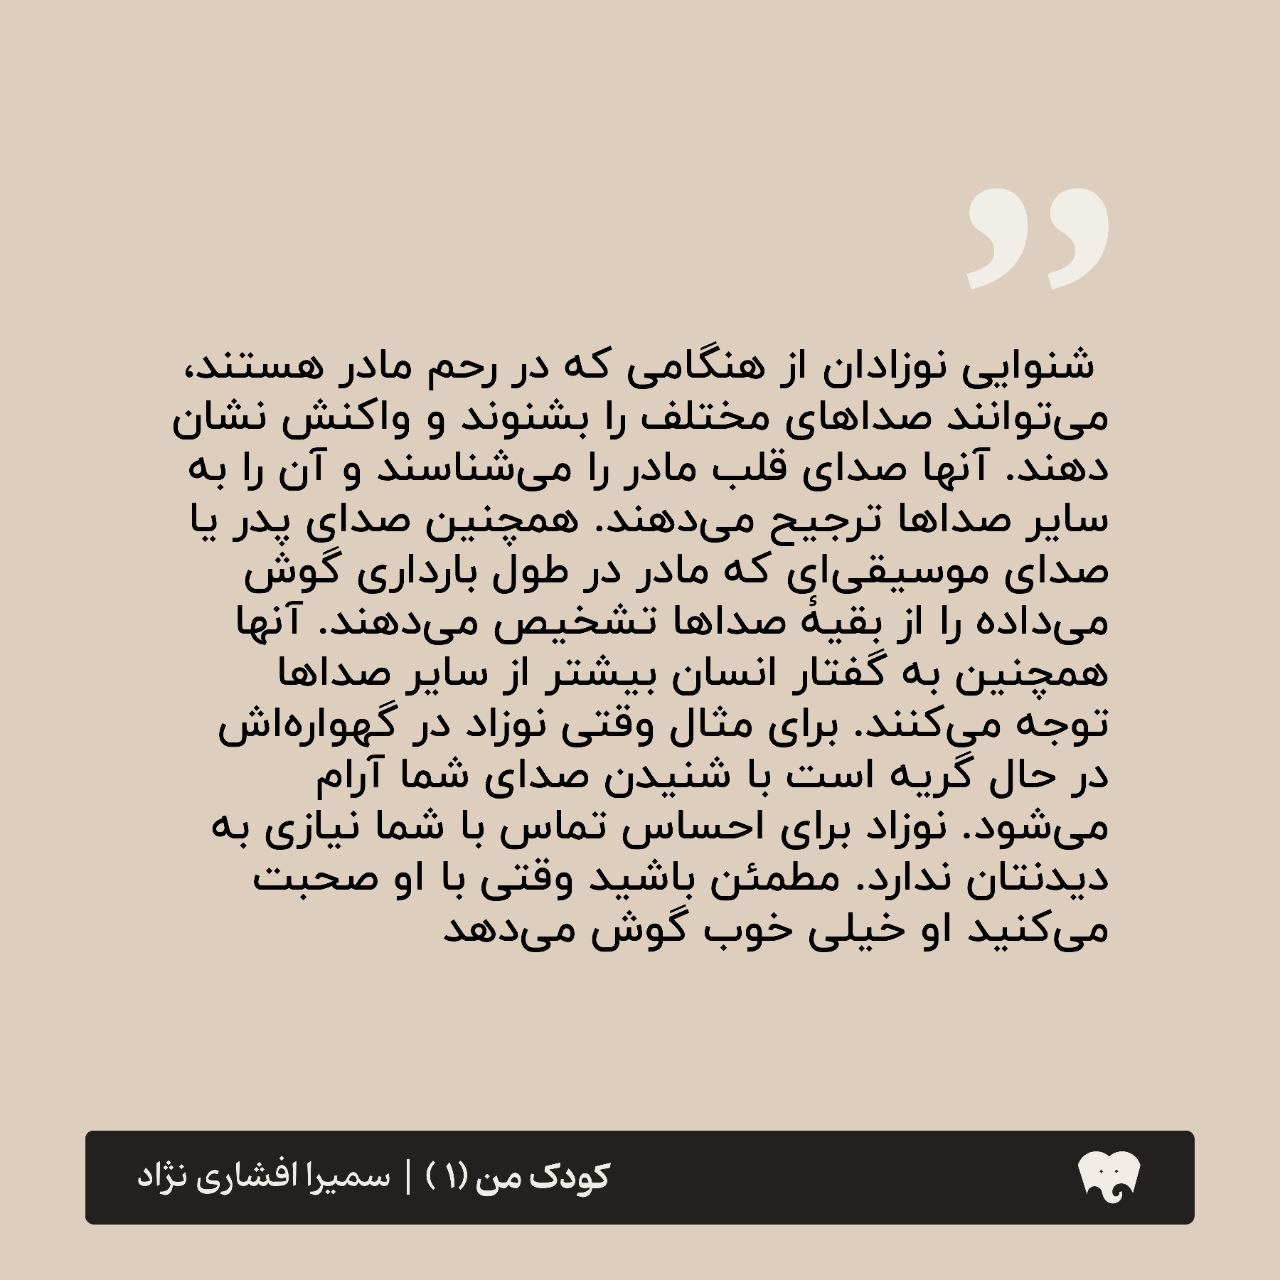 ”
شنوایی نوزادان از هنگامی که در رحم مادر هستند،
می‌توانند صداهای مختلف را بشنوند و واکنش نشان
دهند. آنها صدای قلب مادر را می‌شناسند و آن را به
سایر صداها ترجیح می‌دهند. همچنین صدای پدر یا
صدای موسیقی‌ای که مادر در طول بارداری گوش
می‌داده را از بقیهٔ صداها تشخیص می‌دهند. آنها
همچنین به گفتار انسان بیشتر از سایر صداها
توجه می‌کنند. برای مثال وقتی نوزاد در گهواره‌اش
در حال گریه است با شنیدن صدای شما آرام
می‌شود. نوزاد برای احساس تماس با شما نیازی به
دیدنتان ندارد. مطمئن باشید وقتی با او صحبت
می‌کنید او خیلی خوب گوش می‌دهد
کودک من (۱ ) | سمیرا افشاری نژاد